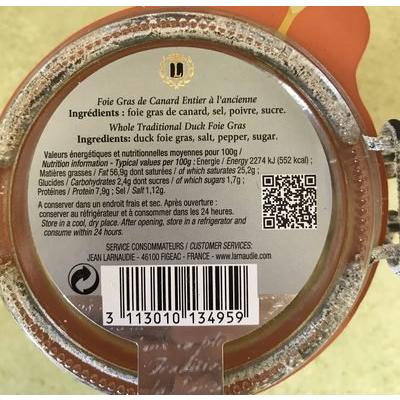 L
Foie Gras de Canard Entier à l'ancienne
Ingrédients : foie gras de canard, sel, poivre, sucre.
Whole Traditional Duck Foie Gras
Ingredients: duck foie gras, salt, pepper, sugar.
Valeurs énergétiques et nutritionnelles moyennes pour 100g /
Nutrition information - Typical values per 100g : Energie / Energy 2274 kJ (552 kcal) ;
Matières grasses / Fat 56,9g dont saturées / of which saturates 25,2g ;
Glucides / Carbohydrates 2,4g dont sucres / of which sugars 1,7g ;
Protéines / Protein 7,9g ; Sel / Salt 1,12g.
A conserver dans un endroit frais et sec. Après ouverture :
conserver au réfrigérateur et à consommer dans les 24 heures.
Store in a cool, dry place. After opening, store in a refrigerator and
consume within 24 hours.
SERVICE CONSOMMATEURS / CUSTOMER SERVICES:
JEAN LARNAUDIE - 46100 FIGEAC - FRANCE - www.larnaudie.com
3 113010 134959
Tradition